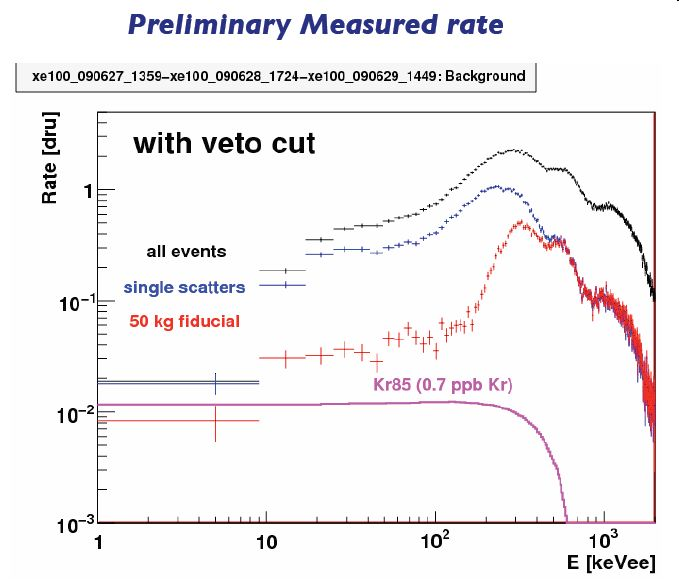 Preliminary Measured rate
xe100_090627_1359–xe100_090628_1724–xe100_090629_1449: Background
Rate [dru]
with veto cut
1
all events
single scatters
10⁻¹
50 kg fiducial
Kr85 (0.7 ppb Kr)
10⁻²
10⁻³
1 10 10² 10³
E [keVee]